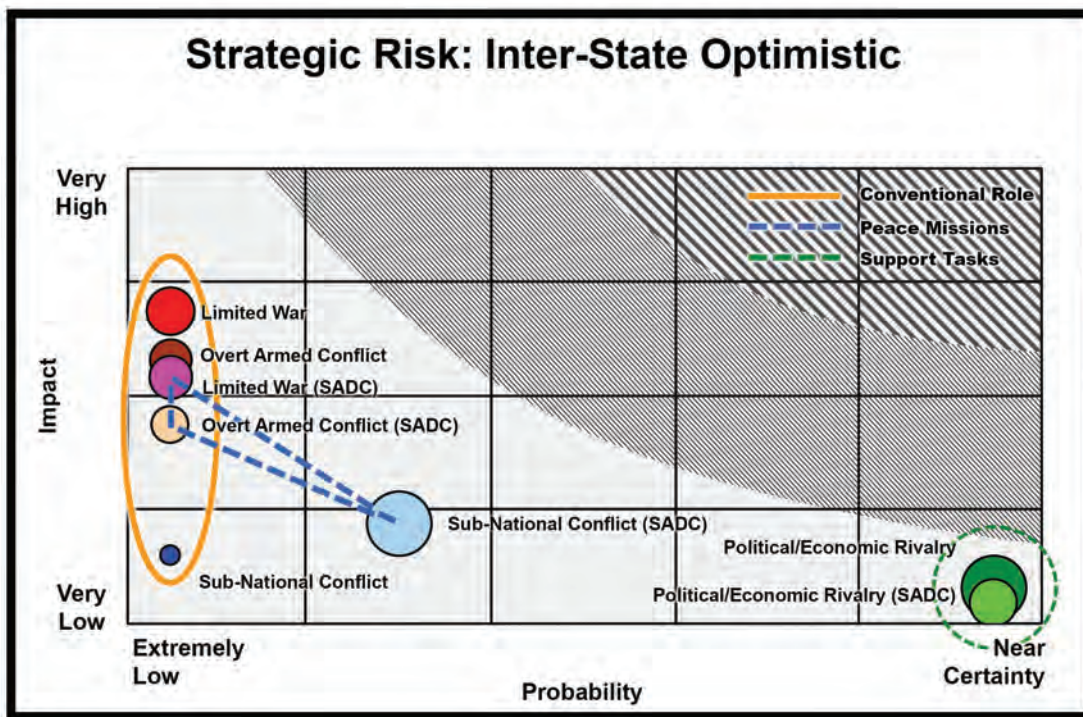 Strategic Risk: Inter-State Optimistic
Very
High
Conventional Role
Peace Missions
Support Tasks
Limited War
Overt Armed Conflict
Limited War (SADC)
Impact
Overt Armed Conflict (SADC)
Sub-National Conflict (SADC)
Political/Economic Rivalry
Sub-National Conflict
Political/Economic Rivalry (SADC)
Very
Low
Extremely
Low
Near
Certainty
Probability